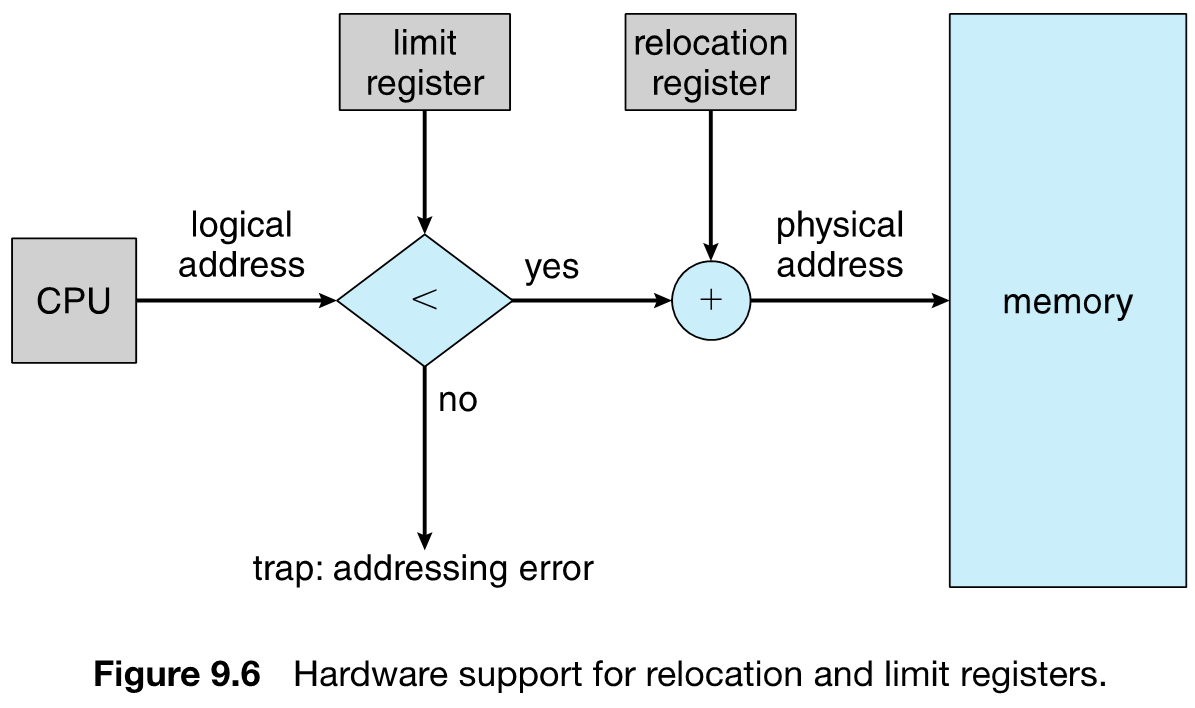 limit
register
relocation
register
logical
address
yes
physical
address
CPU
<
+
memory
no
trap: addressing error
Figure 9.6 Hardware support for relocation and limit registers.